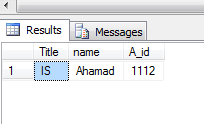 Results Messages
Title name A_id
1 IS Ahamad 1112